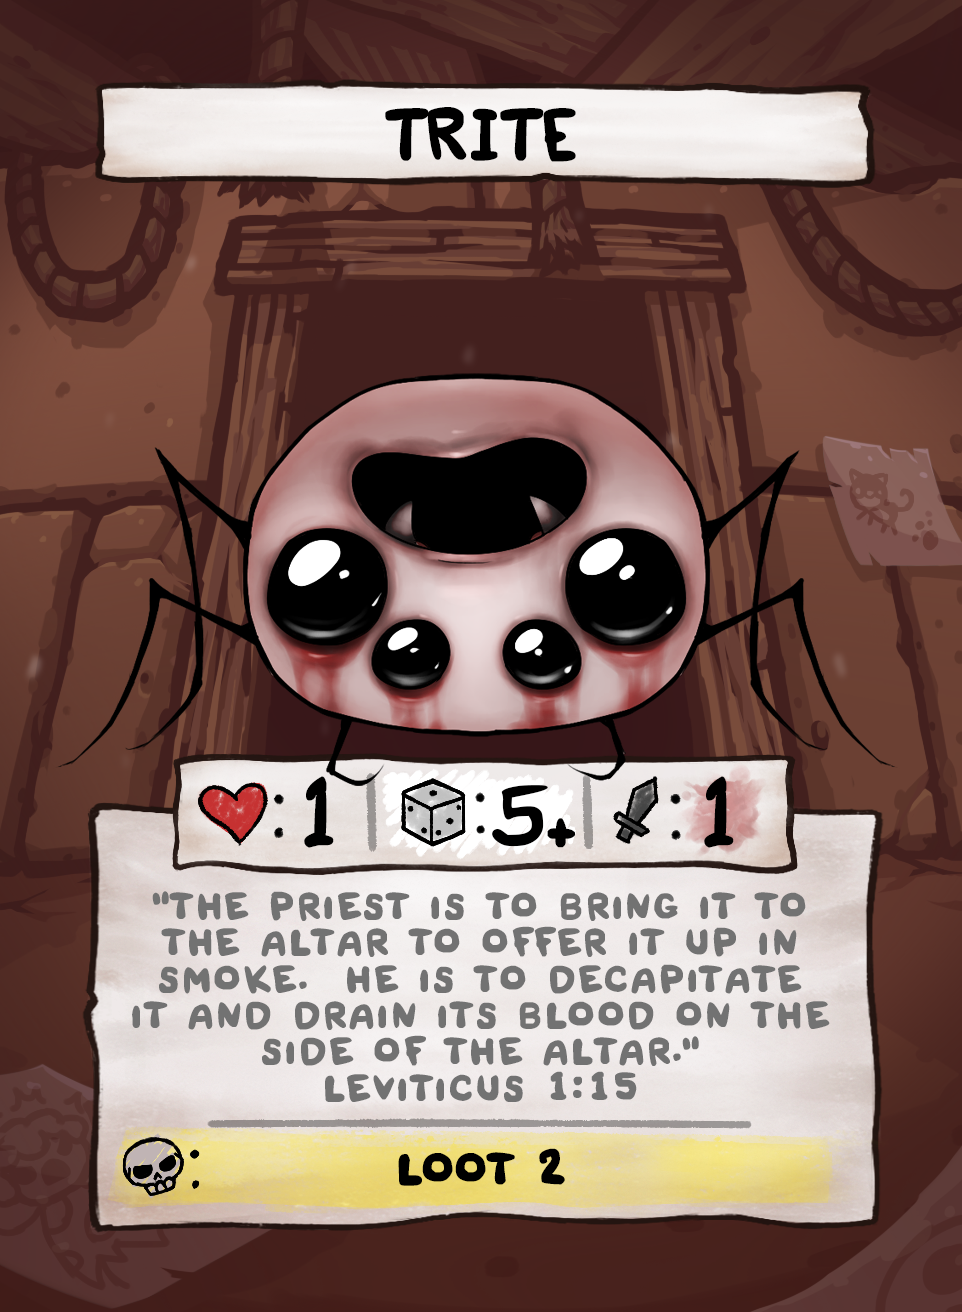 TRITE
: 1 : 5+ : 1
"THE PRIEST IS TO BRING IT TO
THE ALTAR TO OFFER IT UP IN
SMOKE. HE IS TO DECAPITATE
IT AND DRAIN ITS BLOOD ON THE
SIDE OF THE ALTAR."
LEVITICUS 1:15
: LOOT 2